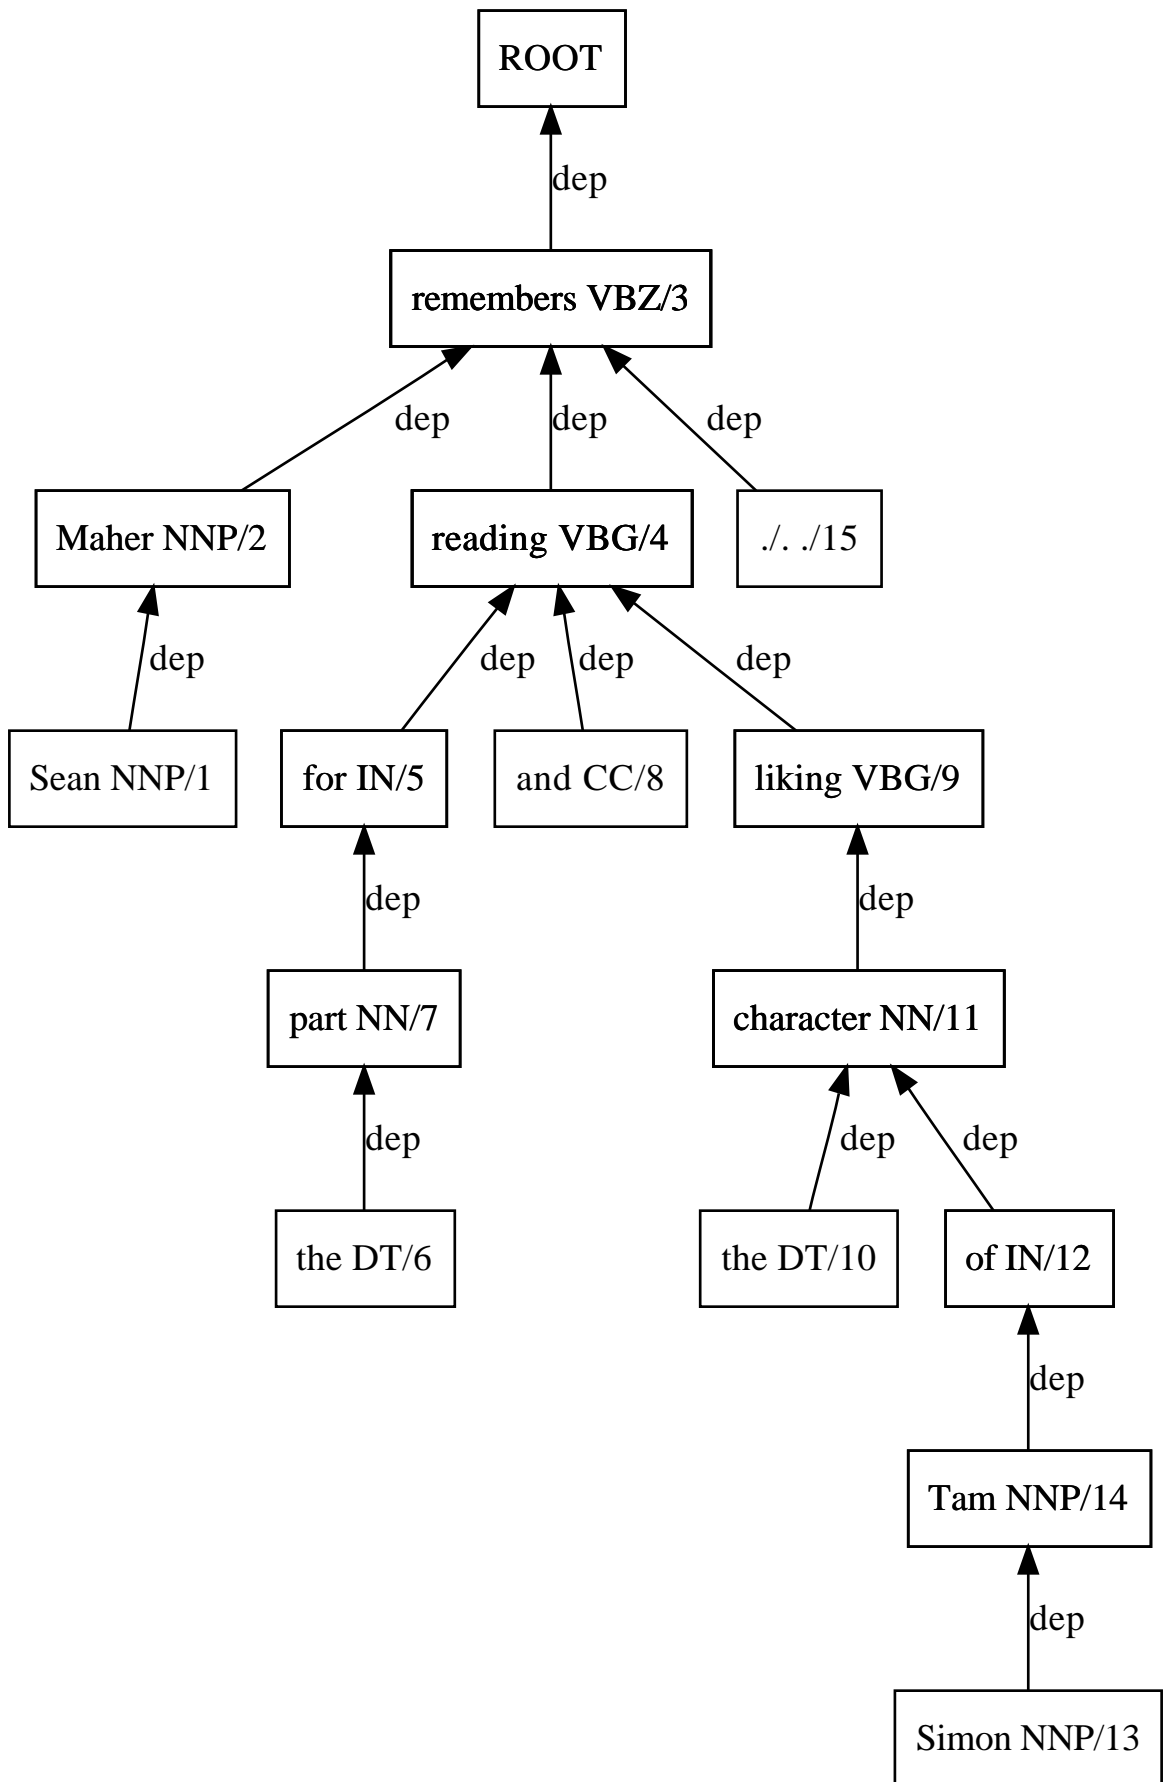 ROOT
dep
remembers VBZ/3
dep dep dep
Maher NNP/2 reading VBG/4 ./. ./15
dep dep dep dep
Sean NNP/1 for IN/5 and CC/8 liking VBG/9
dep dep
part NN/7 character NN/11
dep dep dep
the DT/6 the DT/10 of IN/12
dep
Tam NNP/14
dep
Simon NNP/13